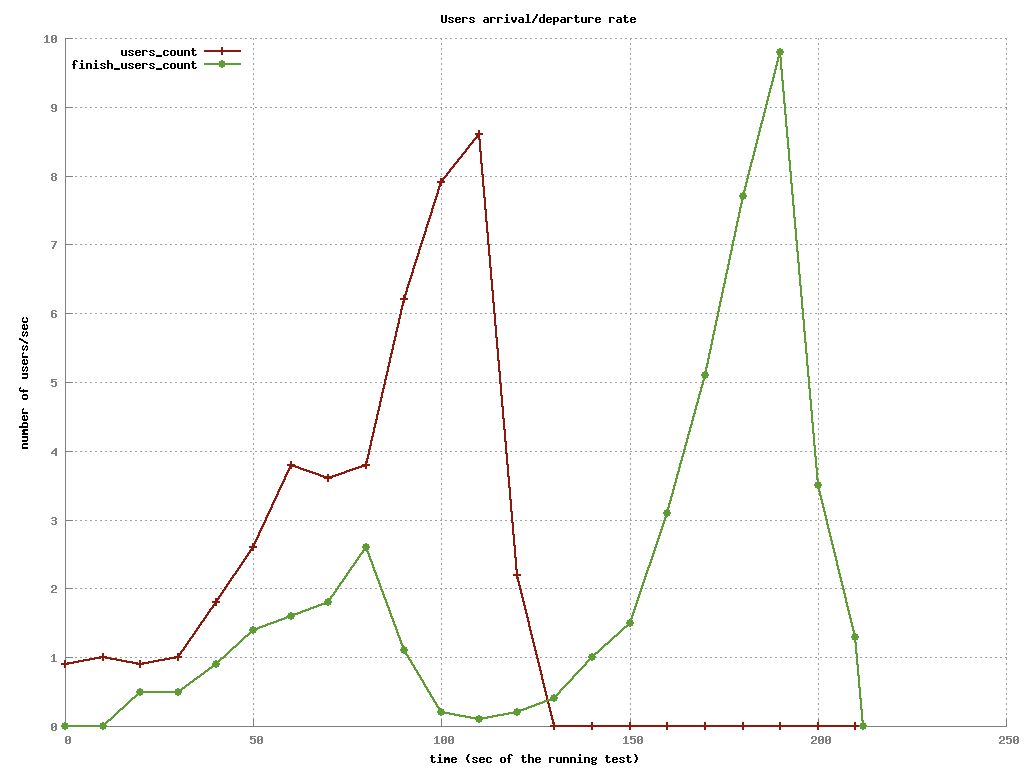 Users arrival/departure rate
users_count
finish_users_count
10
9
8
7
6
5
4
3
2
1
0
number of users/sec
0 50 100 150 200 250
time (sec of the running test)